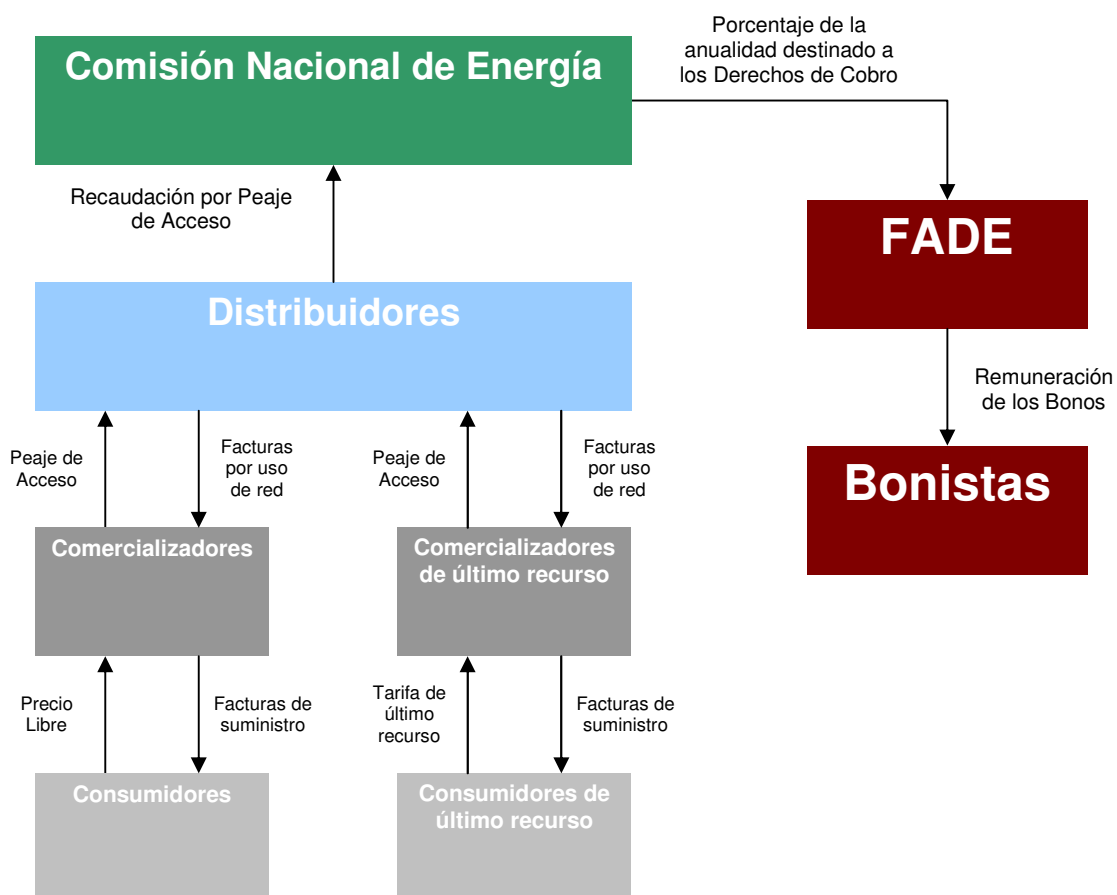 Porcentaje de la
anualidad destinado a
los Derechos de Cobro
Comisión Nacional de Energía
Recaudación por Peaje
de Acceso
FADE
Distribuidores
Remuneración
de los Bonos
Peaje de
Acceso
Facturas
por uso
de red
Peaje de
Acceso
Facturas
por uso
de red
Bonistas
Comercializadores
Comercializadores
de último recurso
Precio
Libre
Facturas de
suministro
Tarifa de
último
recurso
Facturas de
suministro
Consumidores
Consumidores de
último recurso